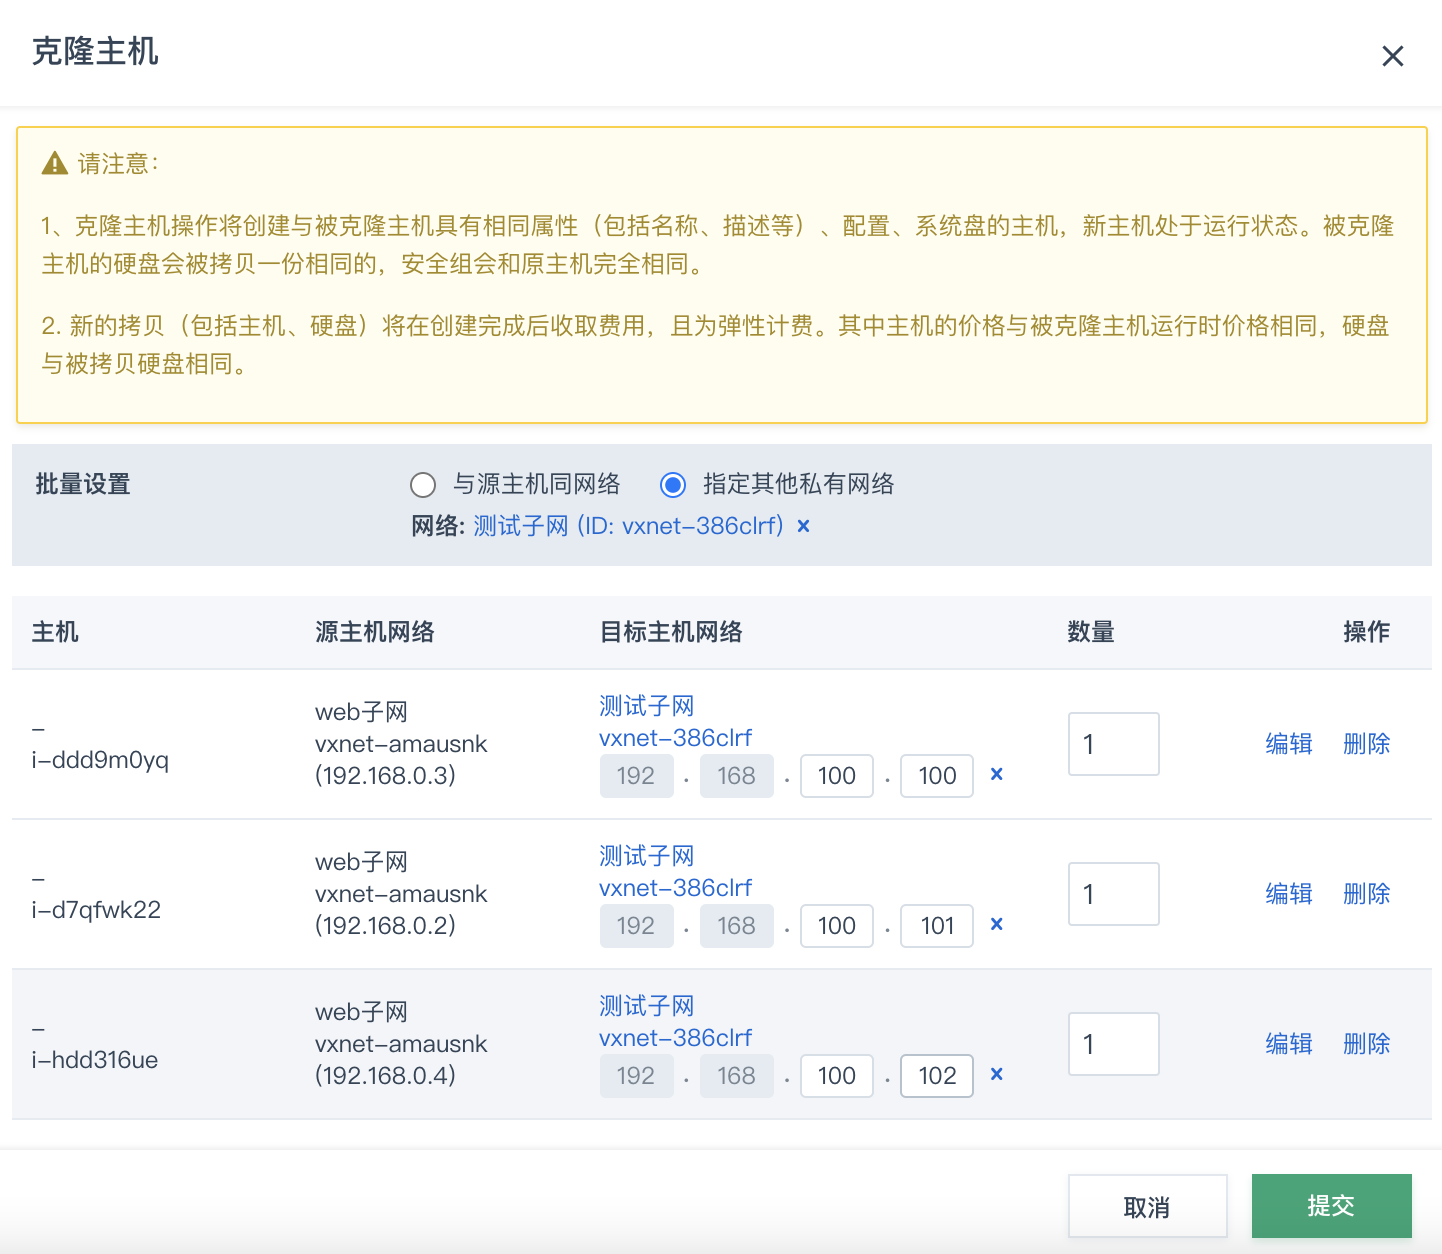 克隆主机
请注意：
1、克隆主机操作将创建与被克隆主机具有相同属性（包括名称、描述等）、配置、系统盘的主机，新主机处于运行状态。被克隆
主机的硬盘会被拷贝一份相同的，安全组会和原主机完全相同。
2. 新的拷贝（包括主机、硬盘）将在创建完成后收取费用，且为弹性计费。其中主机的价格与被克隆主机运行时价格相同，硬盘
与被拷贝硬盘相同。
批量设置 与源主机同网络 指定其他私有网络
网络: 测试子网 (ID: vxnet-386clrf) ×
主机 源主机网络 目标主机网络 数量 操作
-
i-ddd9m0yq
web子网
vxnet-amausnk
(192.168.0.3)
测试子网
vxnet-386clrf
192 . 168 . 100 . 100 ×
1
编辑 删除
-
i-d7qfwk22
web子网
vxnet-amausnk
(192.168.0.2)
测试子网
vxnet-386clrf
192 . 168 . 100 . 101 ×
1
编辑 删除
-
i-hdd316ue
web子网
vxnet-amausnk
(192.168.0.4)
测试子网
vxnet-386clrf
192 . 168 . 100 . 102 ×
1
编辑 删除
取消 提交